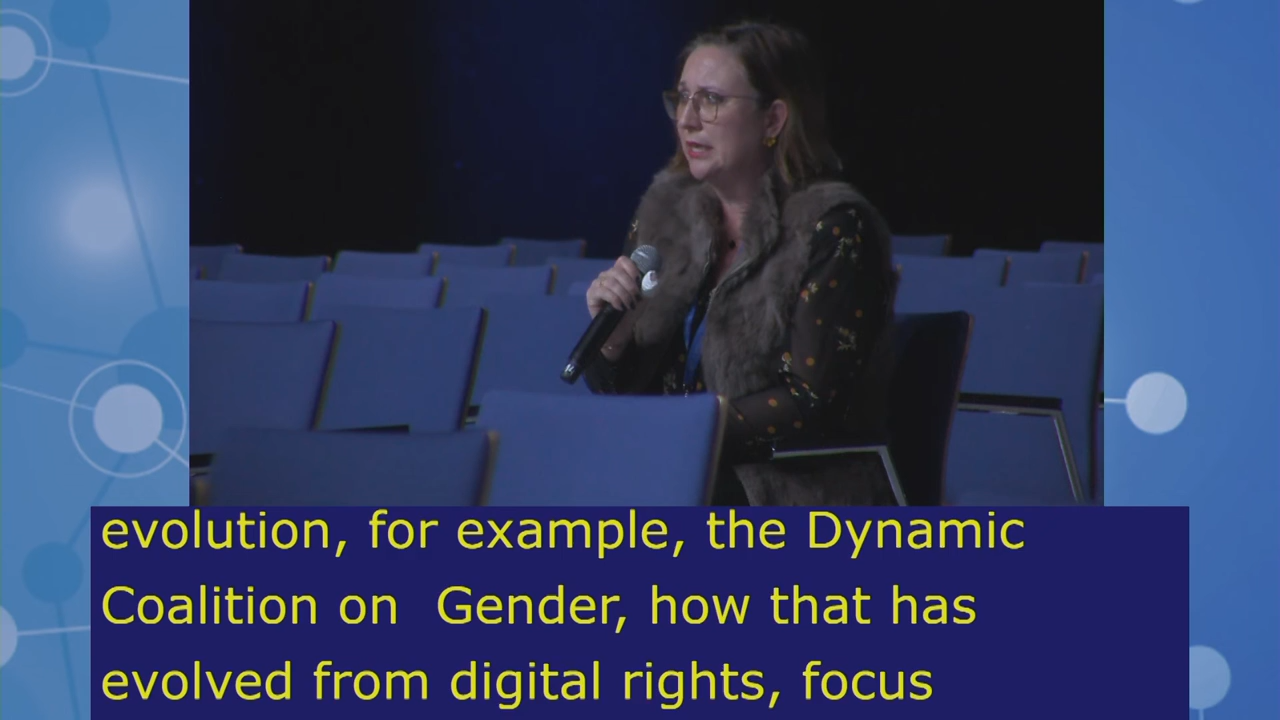 evolution, for example, the Dynamic
Coalition on  Gender, how that has
evolved from digital rights, focus